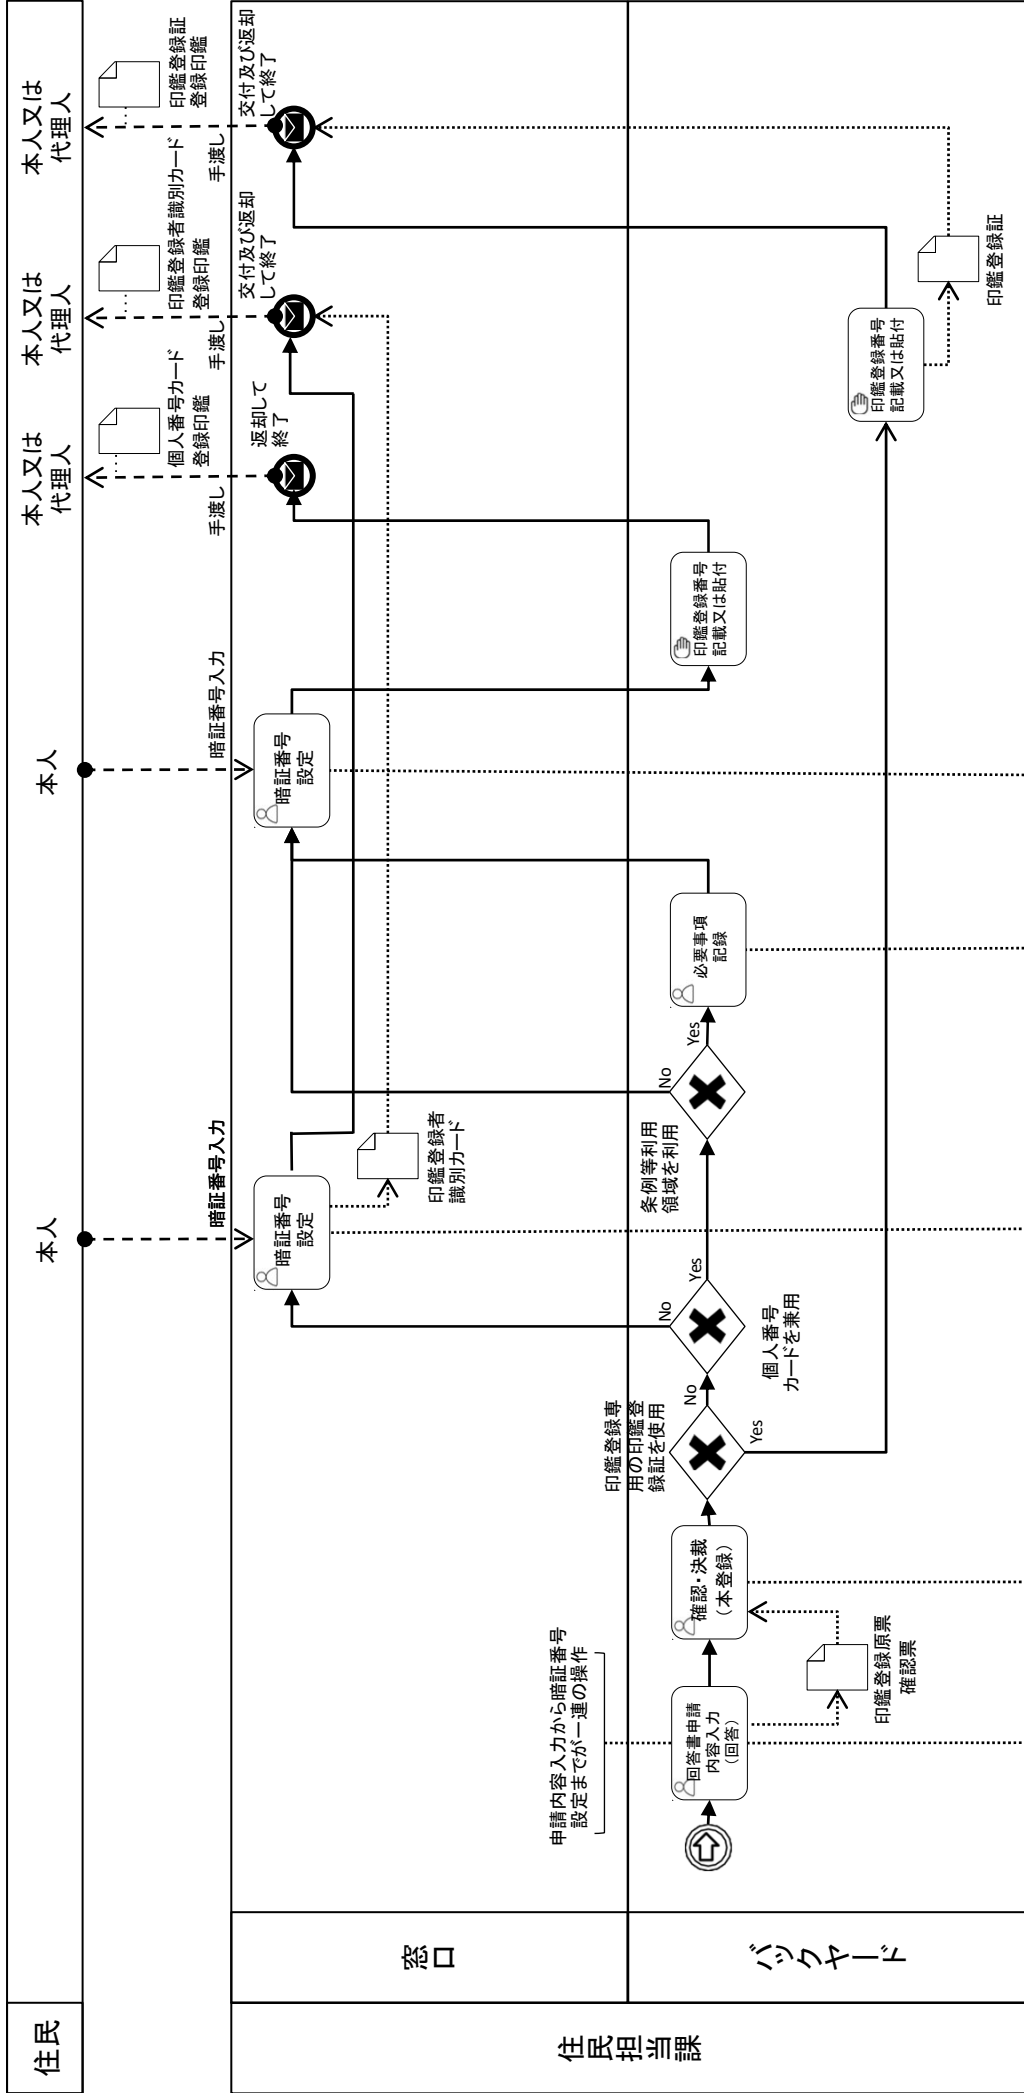 住民
本人
本人
本人又は
代理人
本人又は
代理人
本人又は
代理人
個人番号カード
登録印鑑
印鑑登録者識別カード
登録印鑑
印鑑登録証
登録印鑑
暗証番号入力
暗証番号入力
手渡し
手渡し
手渡し
住民担当課
窓口
暗証番号
設定
暗証番号
設定
返却して
終了
交付及び返却
して終了
交付及び返却
して終了
印鑑登録者
識別カード
申請内容入力から暗証番号
設定までが一連の操作
バックヤード
回答書申請
内容入力
（回答）
印鑑登録原票
確認票
確認・決裁
（本登録）
印鑑登録専
用の印鑑登
録証を使用
No
Yes
個人番号
カードを兼用
No
Yes
条例等利用
領域を利用
No
Yes
必要事項
記録
印鑑登録番号
記載又は貼付
印鑑登録番号
記載又は貼付
印鑑登録証